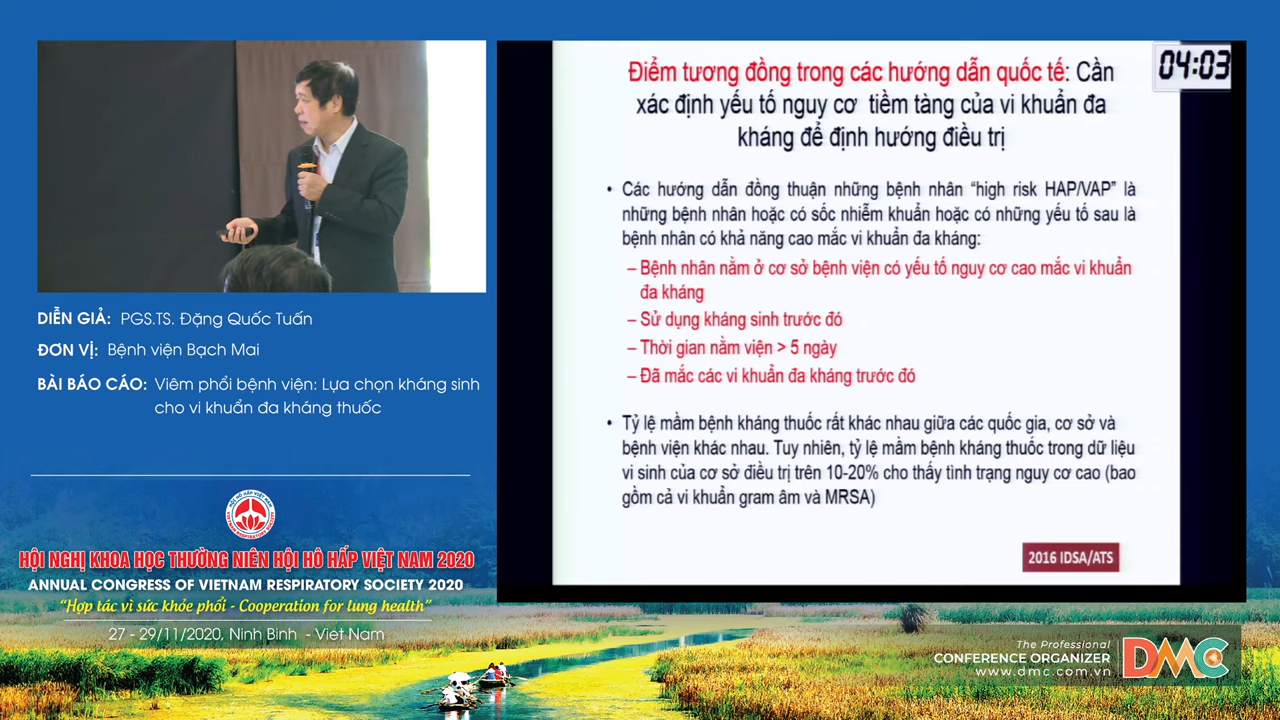 DIỄN GIẢ: PGS.TS. Đặng Quốc Tuấn
ĐƠN VỊ: Bệnh viện Bạch Mai
BÀI BÁO CÁO: Viêm phổi bệnh viện: Lựa chọn kháng sinh
cho vi khuẩn đa kháng thuốc
HỘI HÔ HẤP VIỆT NAM
VIETNAM RESPIRATORY SOCIETY
HỘI NGHỊ KHOA HỌC THƯỜNG NIÊN HỘI HÔ HẤP VIỆT NAM 2020
ANNUAL CONGRESS OF VIETNAM RESPIRATORY SOCIETY 2020
“Hợp tác vì sức khỏe phổi - Cooperation for lung health”
27 - 29/11/2020, Ninh Bình - Việt Nam
04:03
Điểm tương đồng trong các hướng dẫn quốc tế: Cần
xác định yếu tố nguy cơ tiềm tàng của vi khuẩn đa
kháng để định hướng điều trị
• Các hướng dẫn đồng thuận những bệnh nhân “high risk HAP/VAP” là
những bệnh nhân hoặc có sốc nhiễm khuẩn hoặc có những yếu tố sau là
bệnh nhân có khả năng cao mắc vi khuẩn đa kháng:
– Bệnh nhân nằm ở cơ sở bệnh viện có yếu tố nguy cơ cao mắc vi khuẩn
đa kháng
– Sử dụng kháng sinh trước đó
– Thời gian nằm viện > 5 ngày
– Đã mắc các vi khuẩn đa kháng trước đó
• Tỷ lệ mầm bệnh kháng thuốc rất khác nhau giữa các quốc gia, cơ sở và
bệnh viện khác nhau. Tuy nhiên, tỷ lệ mầm bệnh kháng thuốc trong dữ liệu
vi sinh của cơ sở điều trị trên 10-20% cho thấy tình trạng nguy cơ cao (bao
gồm cả vi khuẩn gram âm và MRSA)
2016 IDSA/ATS
The Professional
CONFERENCE ORGANIZER
www.dmc.com.vn
DMC